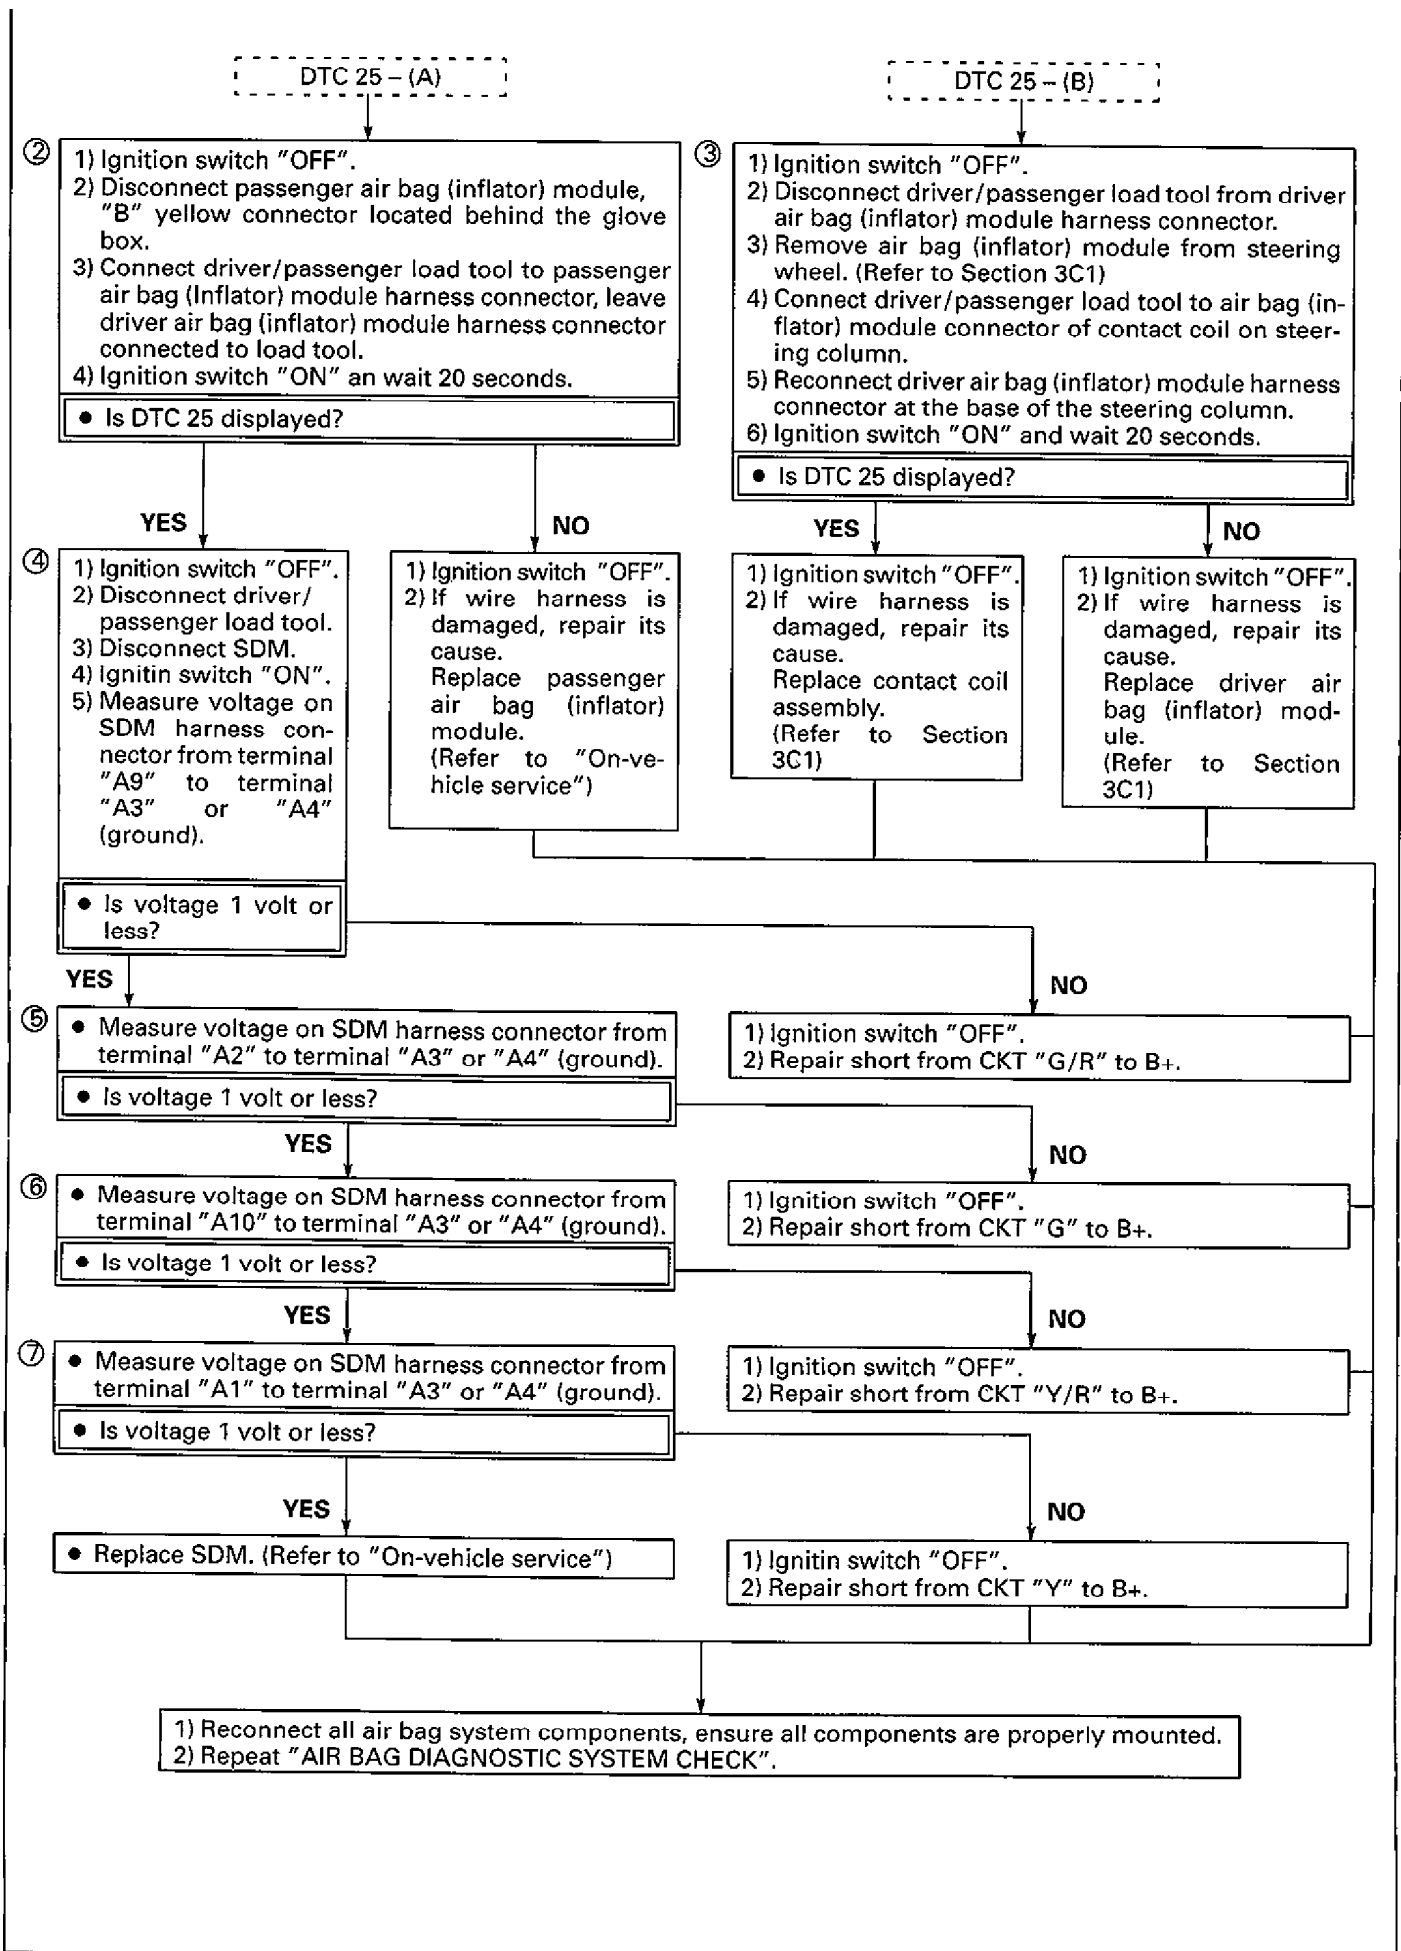 DTC 25 – (A)
②
1) Ignition switch "OFF".
2) Disconnect passenger air bag (inflator) module,
"B" yellow connector located behind the glove
box.
3) Connect driver/passenger load tool to passenger
air bag (Inflator) module harness connector, leave
driver air bag (inflator) module harness connector
connected to load tool.
4) Ignition switch "ON" an wait 20 seconds.
● Is DTC 25 displayed?
DTC 25 – (B)
③
1) Ignition switch "OFF".
2) Disconnect driver/passenger load tool from driver
air bag (inflator) module harness connector.
3) Remove air bag (inflator) module from steering
wheel. (Refer to Section 3C1)
4) Connect driver/passenger load tool to air bag (in-
flator) module connector of contact coil on steer-
ing column.
5) Reconnect driver air bag (inflator) module harness
connector at the base of the steering column.
6) Ignition switch "ON" and wait 20 seconds.
● Is DTC 25 displayed?
YES
NO
YES
NO
④
1) Ignition switch "OFF".
2) Disconnect driver/
passenger load tool.
3) Disconnect SDM.
4) Ignitin switch "ON".
5) Measure voltage on
SDM harness con-
nector from terminal
"A9" to terminal
"A3" or "A4"
(ground).
● Is voltage 1 volt or
less?
1) Ignition switch "OFF".
2) If wire harness is
damaged, repair its
cause.
Replace passenger
air bag (inflator)
module.
(Refer to "On-ve-
hicle service")
1) Ignition switch "OFF".
2) If wire harness is
damaged, repair its
cause.
Replace contact coil
assembly.
(Refer to Section
3C1)
1) Ignition switch "OFF".
2) If wire harness is
damaged, repair its
cause.
Replace driver air
bag (inflator) mod-
ule.
(Refer to Section
3C1)
YES
NO
⑤
● Measure voltage on SDM harness connector from
terminal "A2" to terminal "A3" or "A4" (ground).
● Is voltage 1 volt or less?
1) Ignition switch "OFF".
2) Repair short from CKT "G/R" to B+.
YES
NO
⑥
● Measure voltage on SDM harness connector from
terminal "A10" to terminal "A3" or "A4" (ground).
● Is voltage 1 volt or less?
1) Ignition switch "OFF".
2) Repair short from CKT "G" to B+.
YES
NO
⑦
● Measure voltage on SDM harness connector from
terminal "A1" to terminal "A3" or "A4" (ground).
● Is voltage 1 volt or less?
1) Ignition switch "OFF".
2) Repair short from CKT "Y/R" to B+.
YES
NO
● Replace SDM. (Refer to "On-vehicle service")
1) Ignitin switch "OFF".
2) Repair short from CKT "Y" to B+.
1) Reconnect all air bag system components, ensure all components are properly mounted.
2) Repeat "AIR BAG DIAGNOSTIC SYSTEM CHECK".